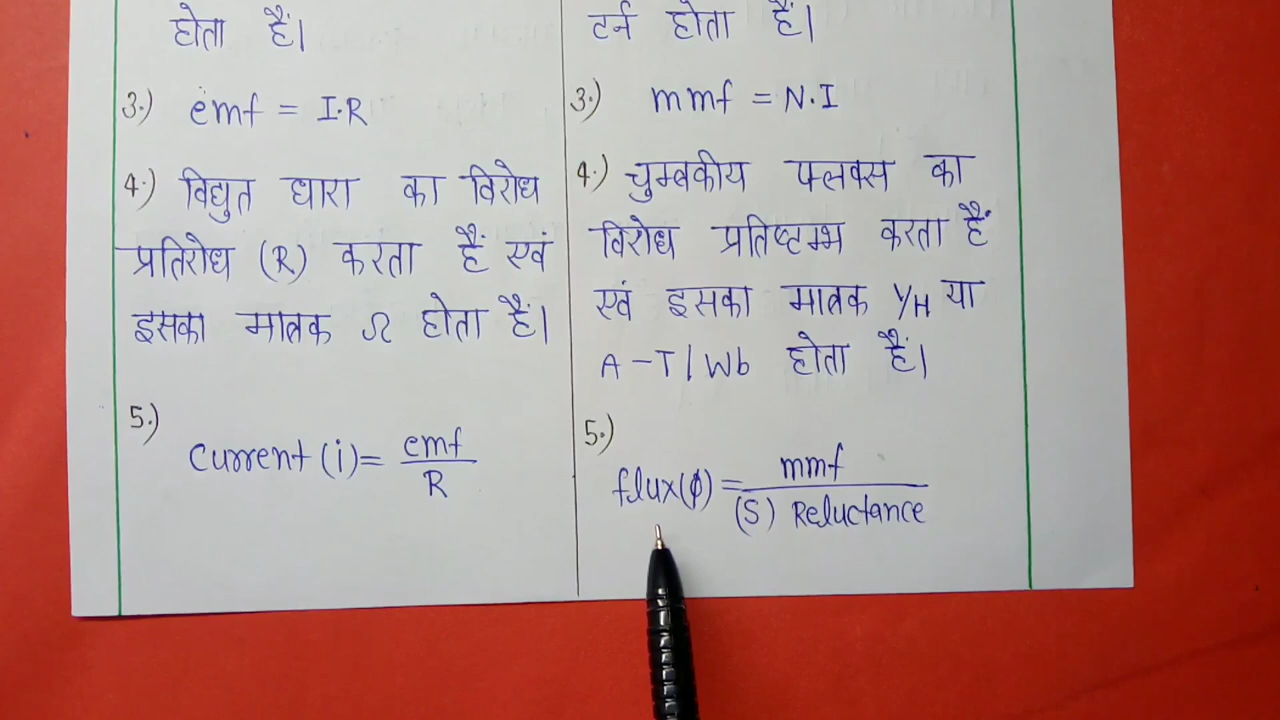 होता हैं।
3.) emf = I.R
4.) विद्युत धारा का विरोध
प्रतिरोध (R) करता हैं एवं
इसका मात्रक Ω होता हैं।
5.)
Current (i) = emf
R
टर्न होता हैं।
3.) mmf = N.I
4.) चुम्बकीय फ्लक्स का
विरोध प्रतिष्टम्भ करता हैं
एवं इसका मात्रक 1/H या
A-T/Wb होता हैं।
5.)
flux(ϕ) = mmf
(S) Reluctance